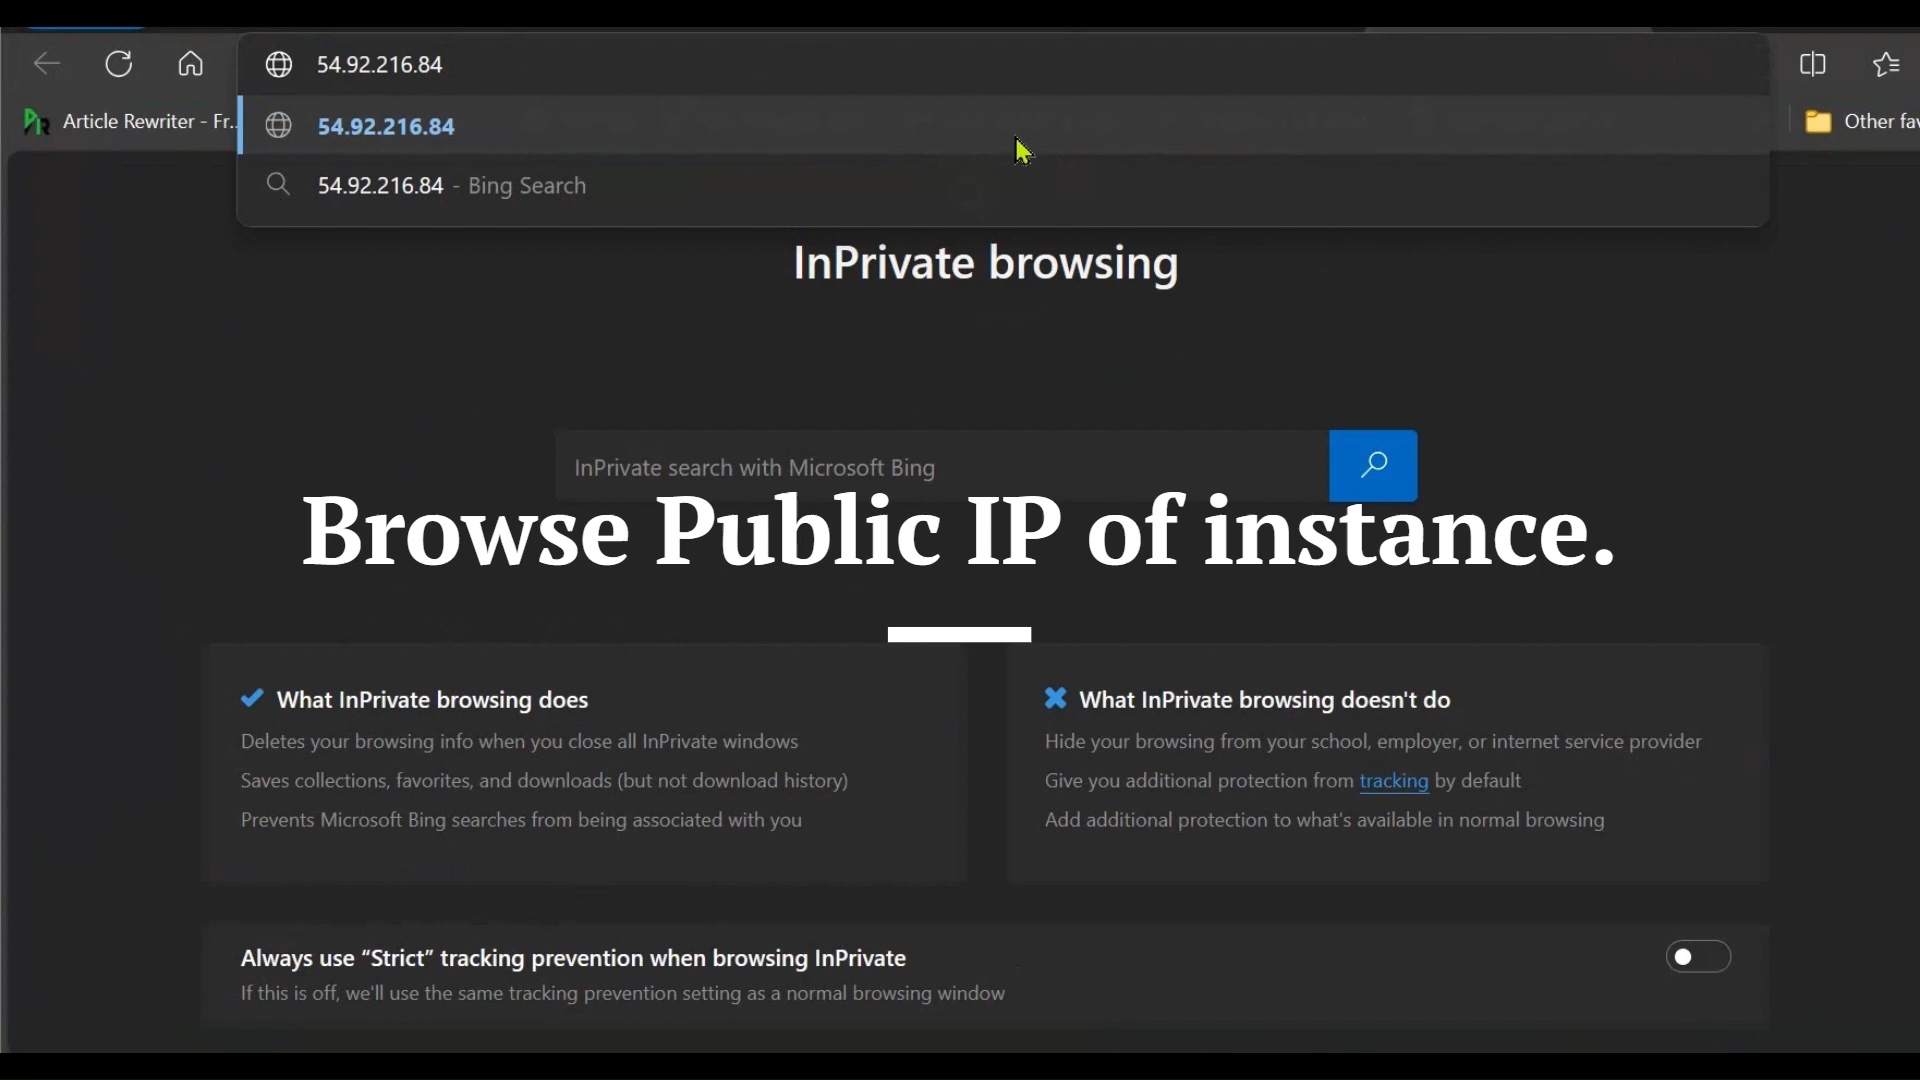 54.92.216.84
Article Rewriter - Fr...
54.92.216.84
Other fav
54.92.216.84 - Bing Search
InPrivate browsing
InPrivate search with Microsoft Bing
Browse Public IP of instance.
What InPrivate browsing does
Deletes your browsing info when you close all InPrivate windows
Saves collections, favorites, and downloads (but not download history)
Prevents Microsoft Bing searches from being associated with you
What InPrivate browsing doesn't do
Hide your browsing from your school, employer, or internet service provider
Give you additional protection from tracking by default
Add additional protection to what's available in normal browsing
Always use “Strict” tracking prevention when browsing InPrivate
If this is off, we'll use the same tracking prevention setting as a normal browsing window